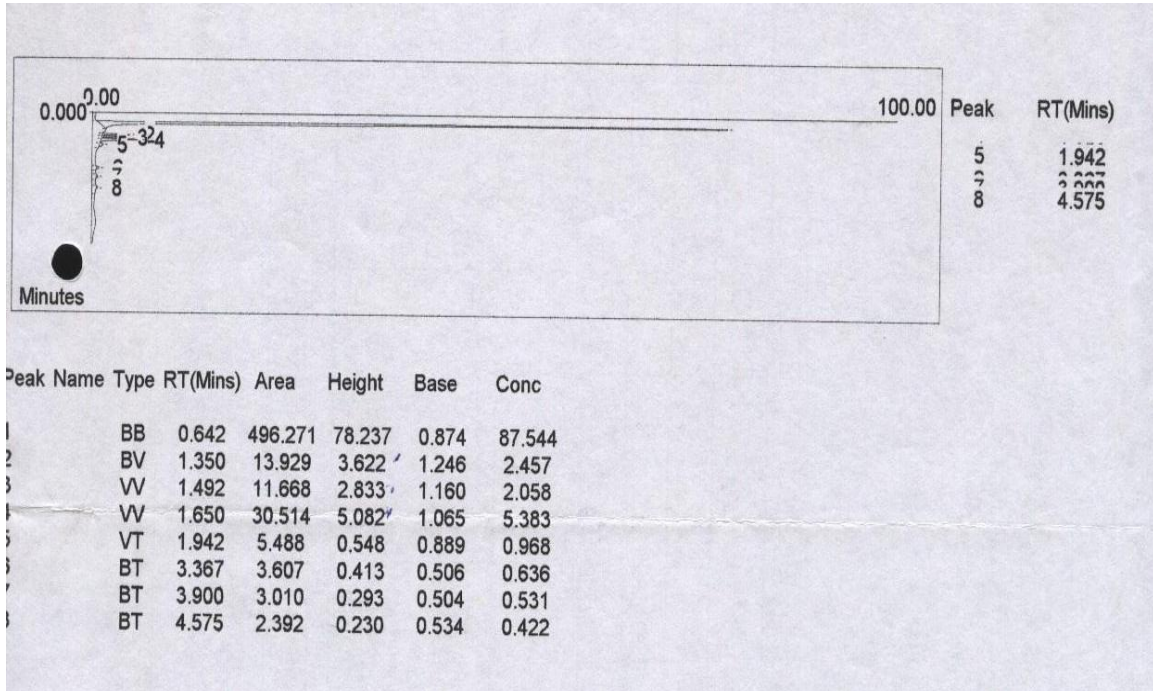 0.000
0.00
100.00
Peak RT(Mins)
5 1.942
8 4.575
5
4
8
Minutes
Peak Name Type RT(Mins) Area Height Base Conc
BB 0.642 496.271 78.237 0.874 87.544
BV 1.350 13.929 3.622 1.246 2.457
VV 1.492 11.668 2.833 1.160 2.058
VV 1.650 30.514 5.082 1.065 5.383
VT 1.942 5.488 0.548 0.889 0.968
BT 3.367 3.607 0.413 0.506 0.636
BT 3.900 3.010 0.293 0.504 0.531
BT 4.575 2.392 0.230 0.534 0.422